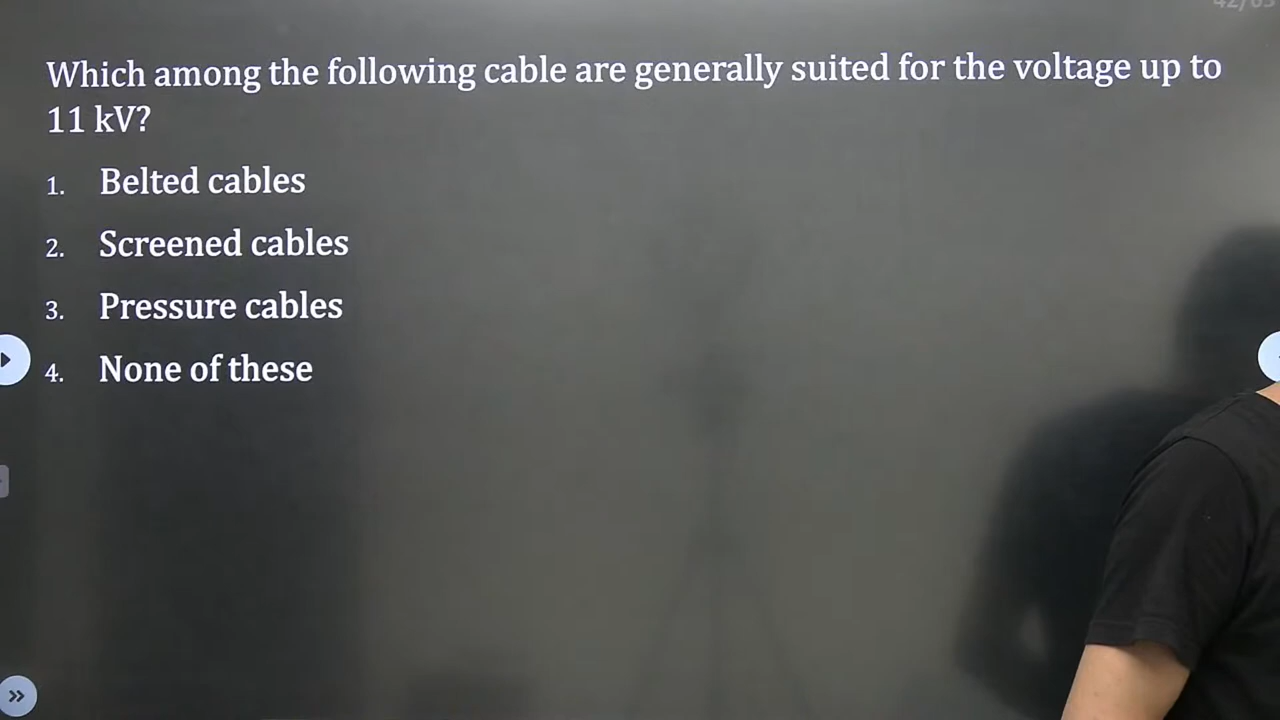 Which among the following cable are generally suited for the voltage up to
11 kV?
1. Belted cables
2. Screened cables
3. Pressure cables
4. None of these